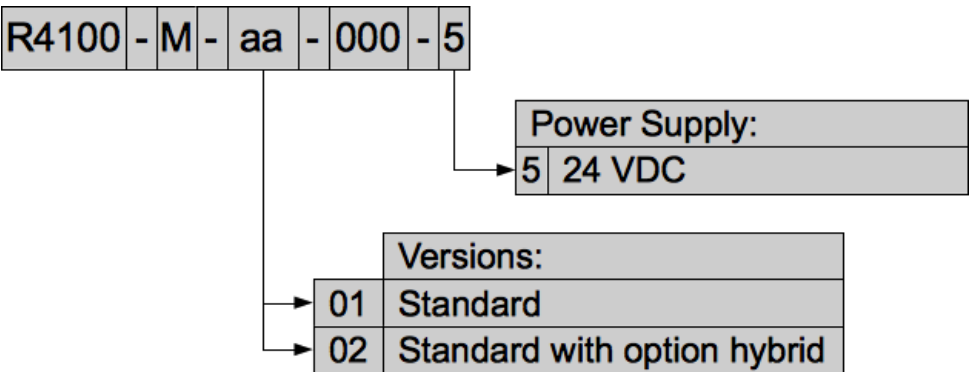 R4100 - M - aa - 000 - 5
Power Supply:
5 24 VDC
Versions:
01 Standard
02 Standard with option hybrid